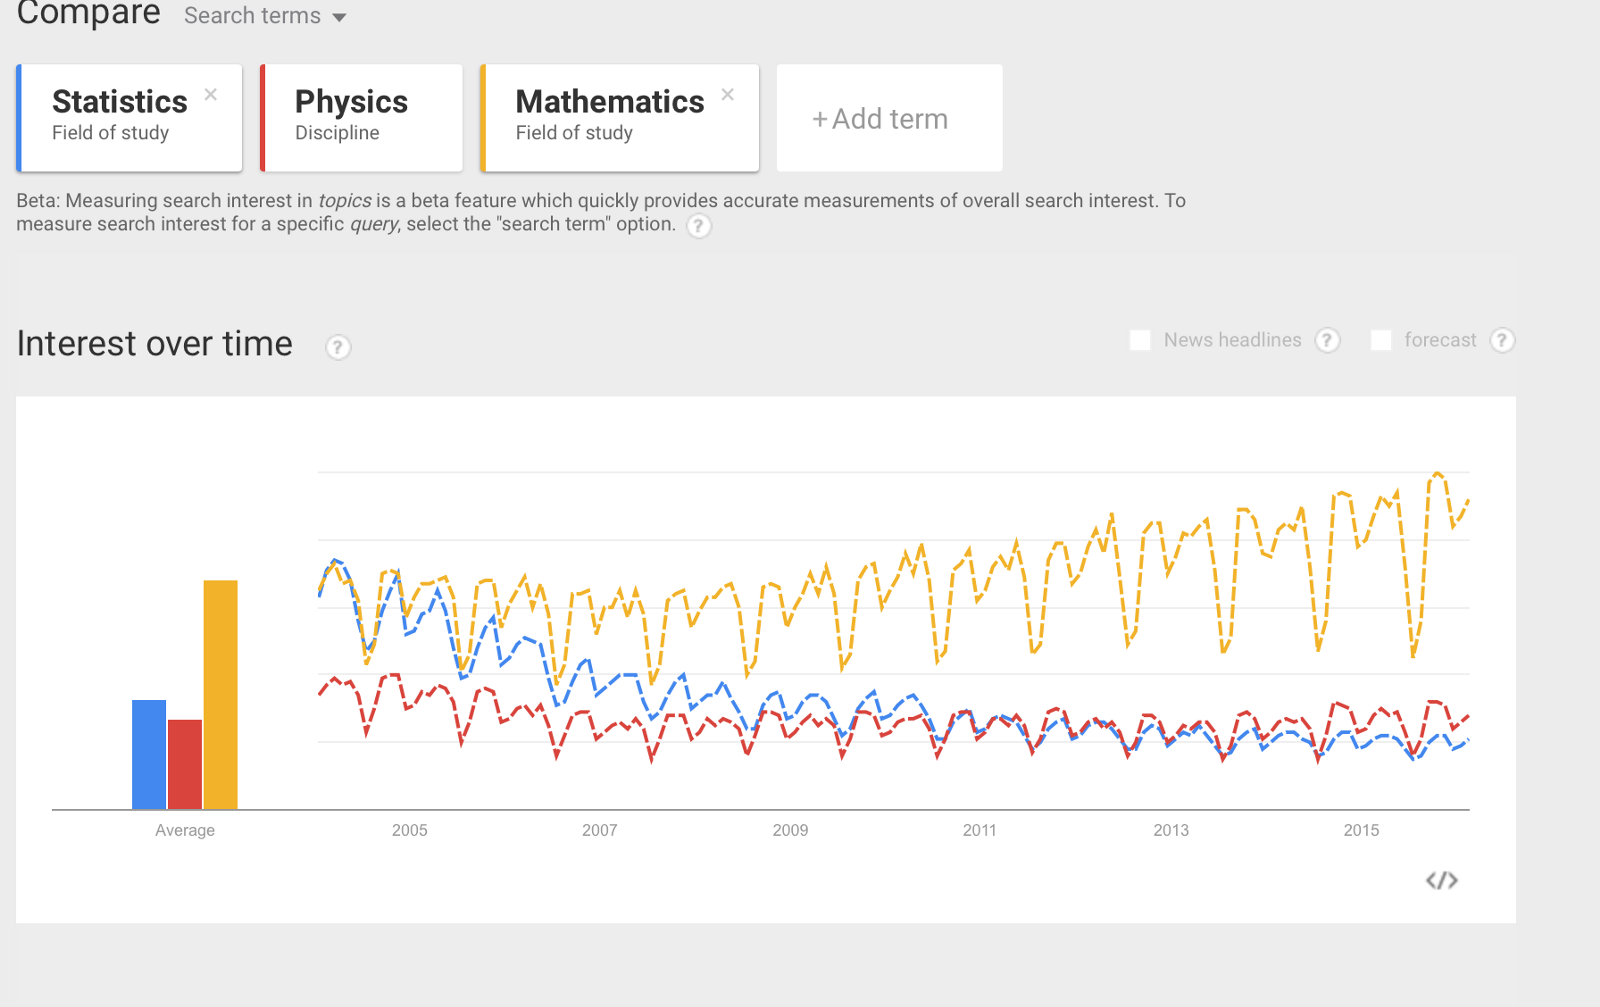 Compare Search terms
Statistics ×
Field of study
Physics
Discipline
Mathematics ×
Field of study
+Add term
Beta: Measuring search interest in topics is a beta feature which quickly provides accurate measurements of overall search interest. To
measure search interest for a specific query, select the "search term" option. ?
Interest over time ?
News headlines ? forecast ?
Average 2005 2007 2009 2011 2013 2015
</>